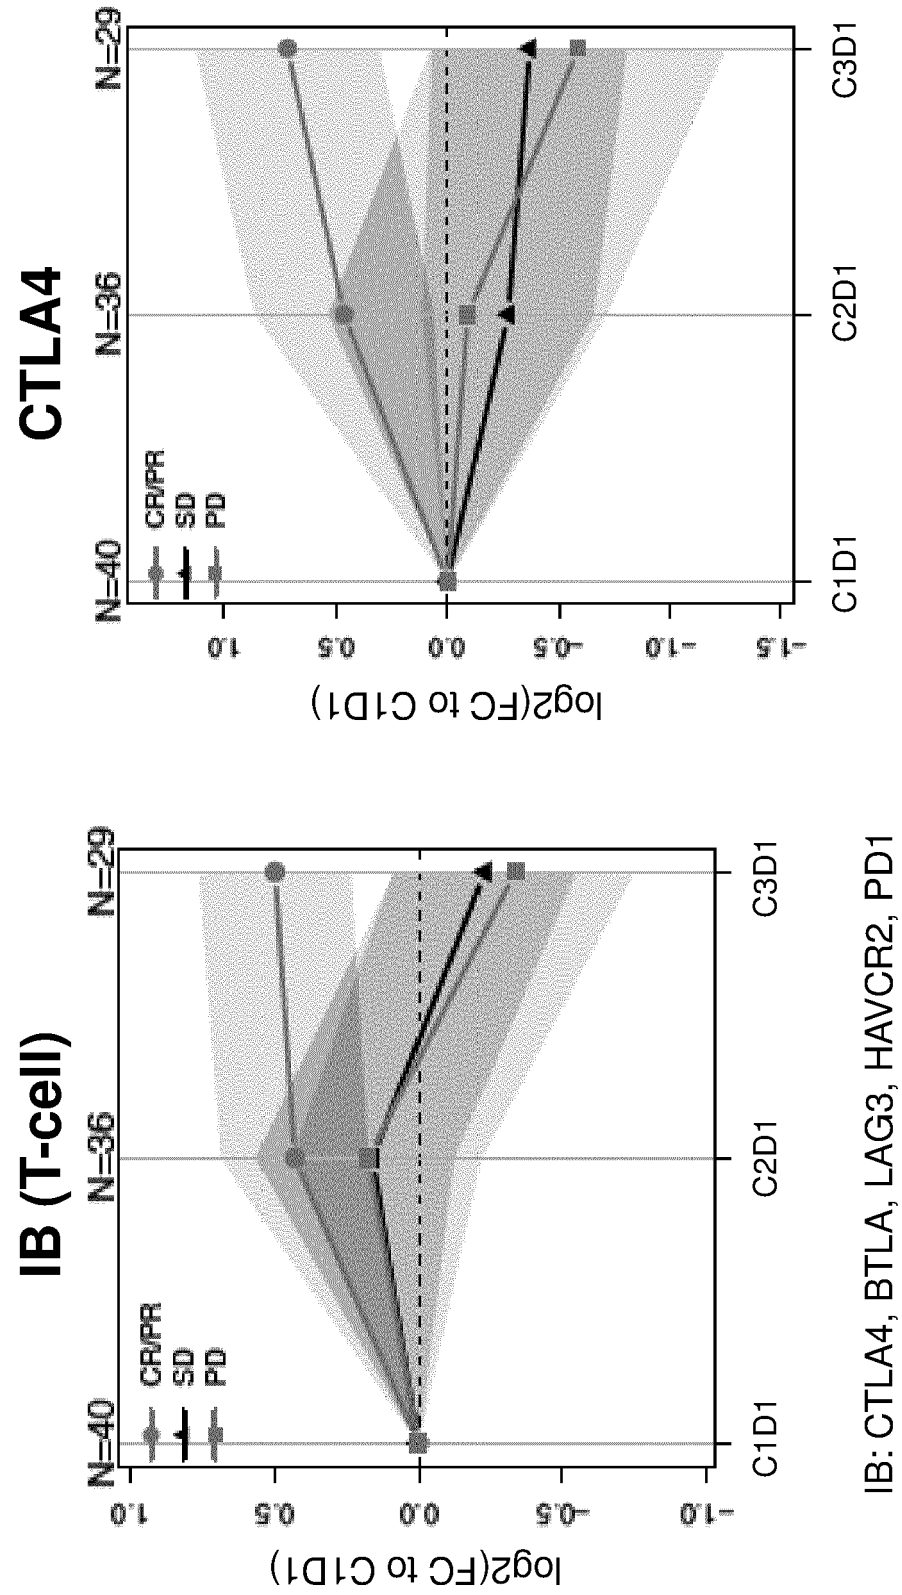 IB (T-cell)
N=40 N=36 N=29
CR/PR
SD
PD
1.0
0.5
0.0
-0.5
-1.0
log2(FC to C1D1)
C1D1 C2D1 C3D1
IB: CTLA4, BTLA, LAG3, HAVCR2, PD1
CTLA4
N=40 N=36 N=29
CR/PR
SD
PD
1.0
0.5
0.0
-0.5
-1.0
-1.5
log2(FC to C1D1)
C1D1 C2D1 C3D1